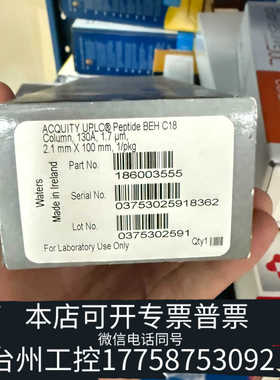 ACQUITY UPLC® Peptide BEH C18
Column, 130A, 1.7 µm,
2.1 mm X 100 mm, 1/pkg
Part No.
186003555
Waters
Made in Ireland
Serial No.
03753025918362
Lot No.
0375302591
For Laboratory Use Only
Qty1
本店可开专票普票
微信电话同号
台州工控17758753092